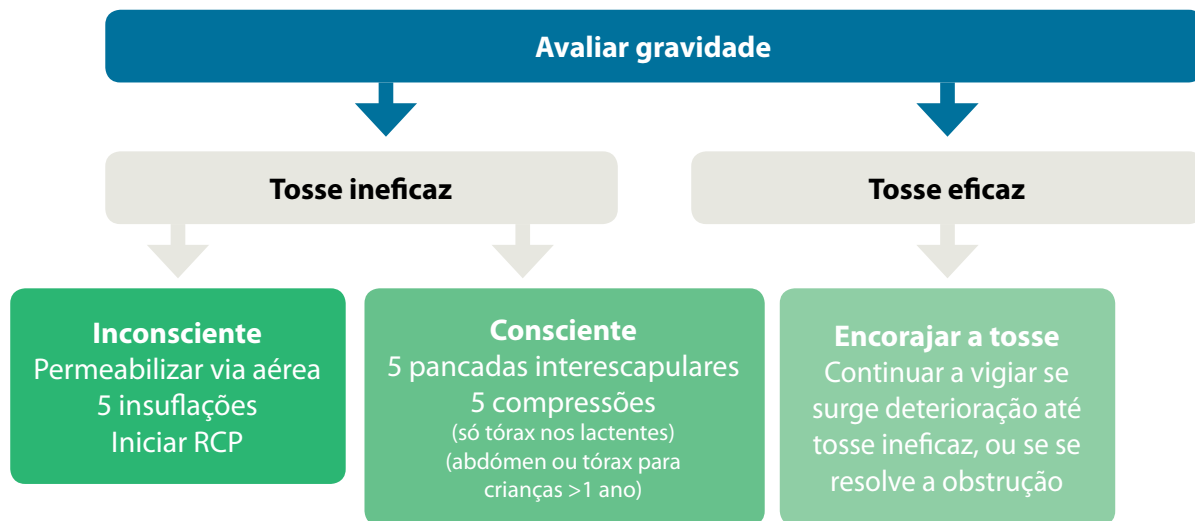 Avaliar gravidade
Tosse ineficaz
Tosse eficaz
Inconsciente
Permeabilizar via aérea
5 insuflações
Iniciar RCP
Consciente
5 pancadas interescapulares
5 compressões
(só tórax nos lactentes)
(abdómen ou tórax para
crianças >1 ano)
Encorajar a tosse
Continuar a vigiar se
surge deterioração até
tosse ineficaz, ou se se
resolve a obstrução